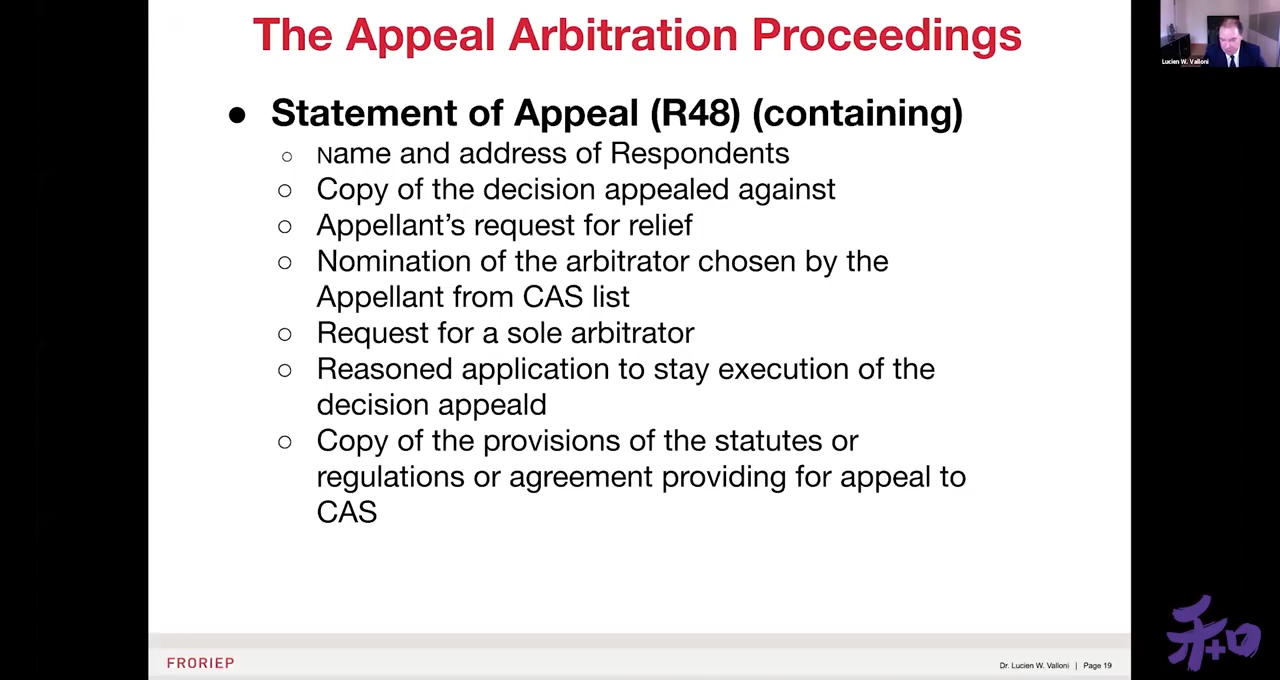 The Appeal Arbitration Proceedings
Lucien W. Valloni
● Statement of Appeal (R48) (containing)
○ Name and address of Respondents
○ Copy of the decision appealed against
○ Appellant’s request for relief
○ Nomination of the arbitrator chosen by the
Appellant from CAS list
○ Request for a sole arbitrator
○ Reasoned application to stay execution of the
decision appeald
○ Copy of the provisions of the statutes or
regulations or agreement providing for appeal to
CAS
FRORIEP
Dr. Lucien W. Valloni | Page 19
和